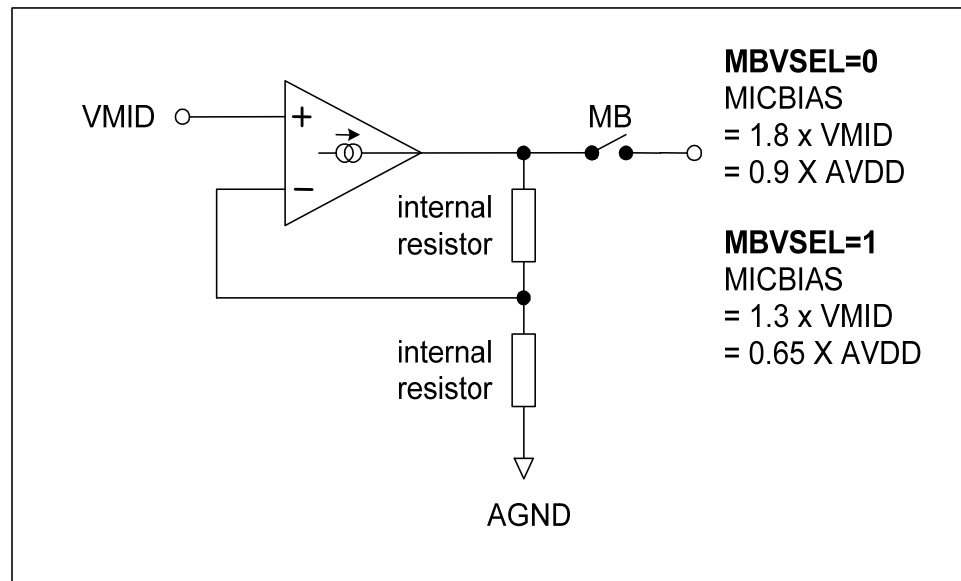 VMID
+
−
MB
internal
resistor
internal
resistor
AGND
MBVSEL=0
MICBIAS
= 1.8 x VMID
= 0.9 X AVDD
MBVSEL=1
MICBIAS
= 1.3 x VMID
= 0.65 X AVDD